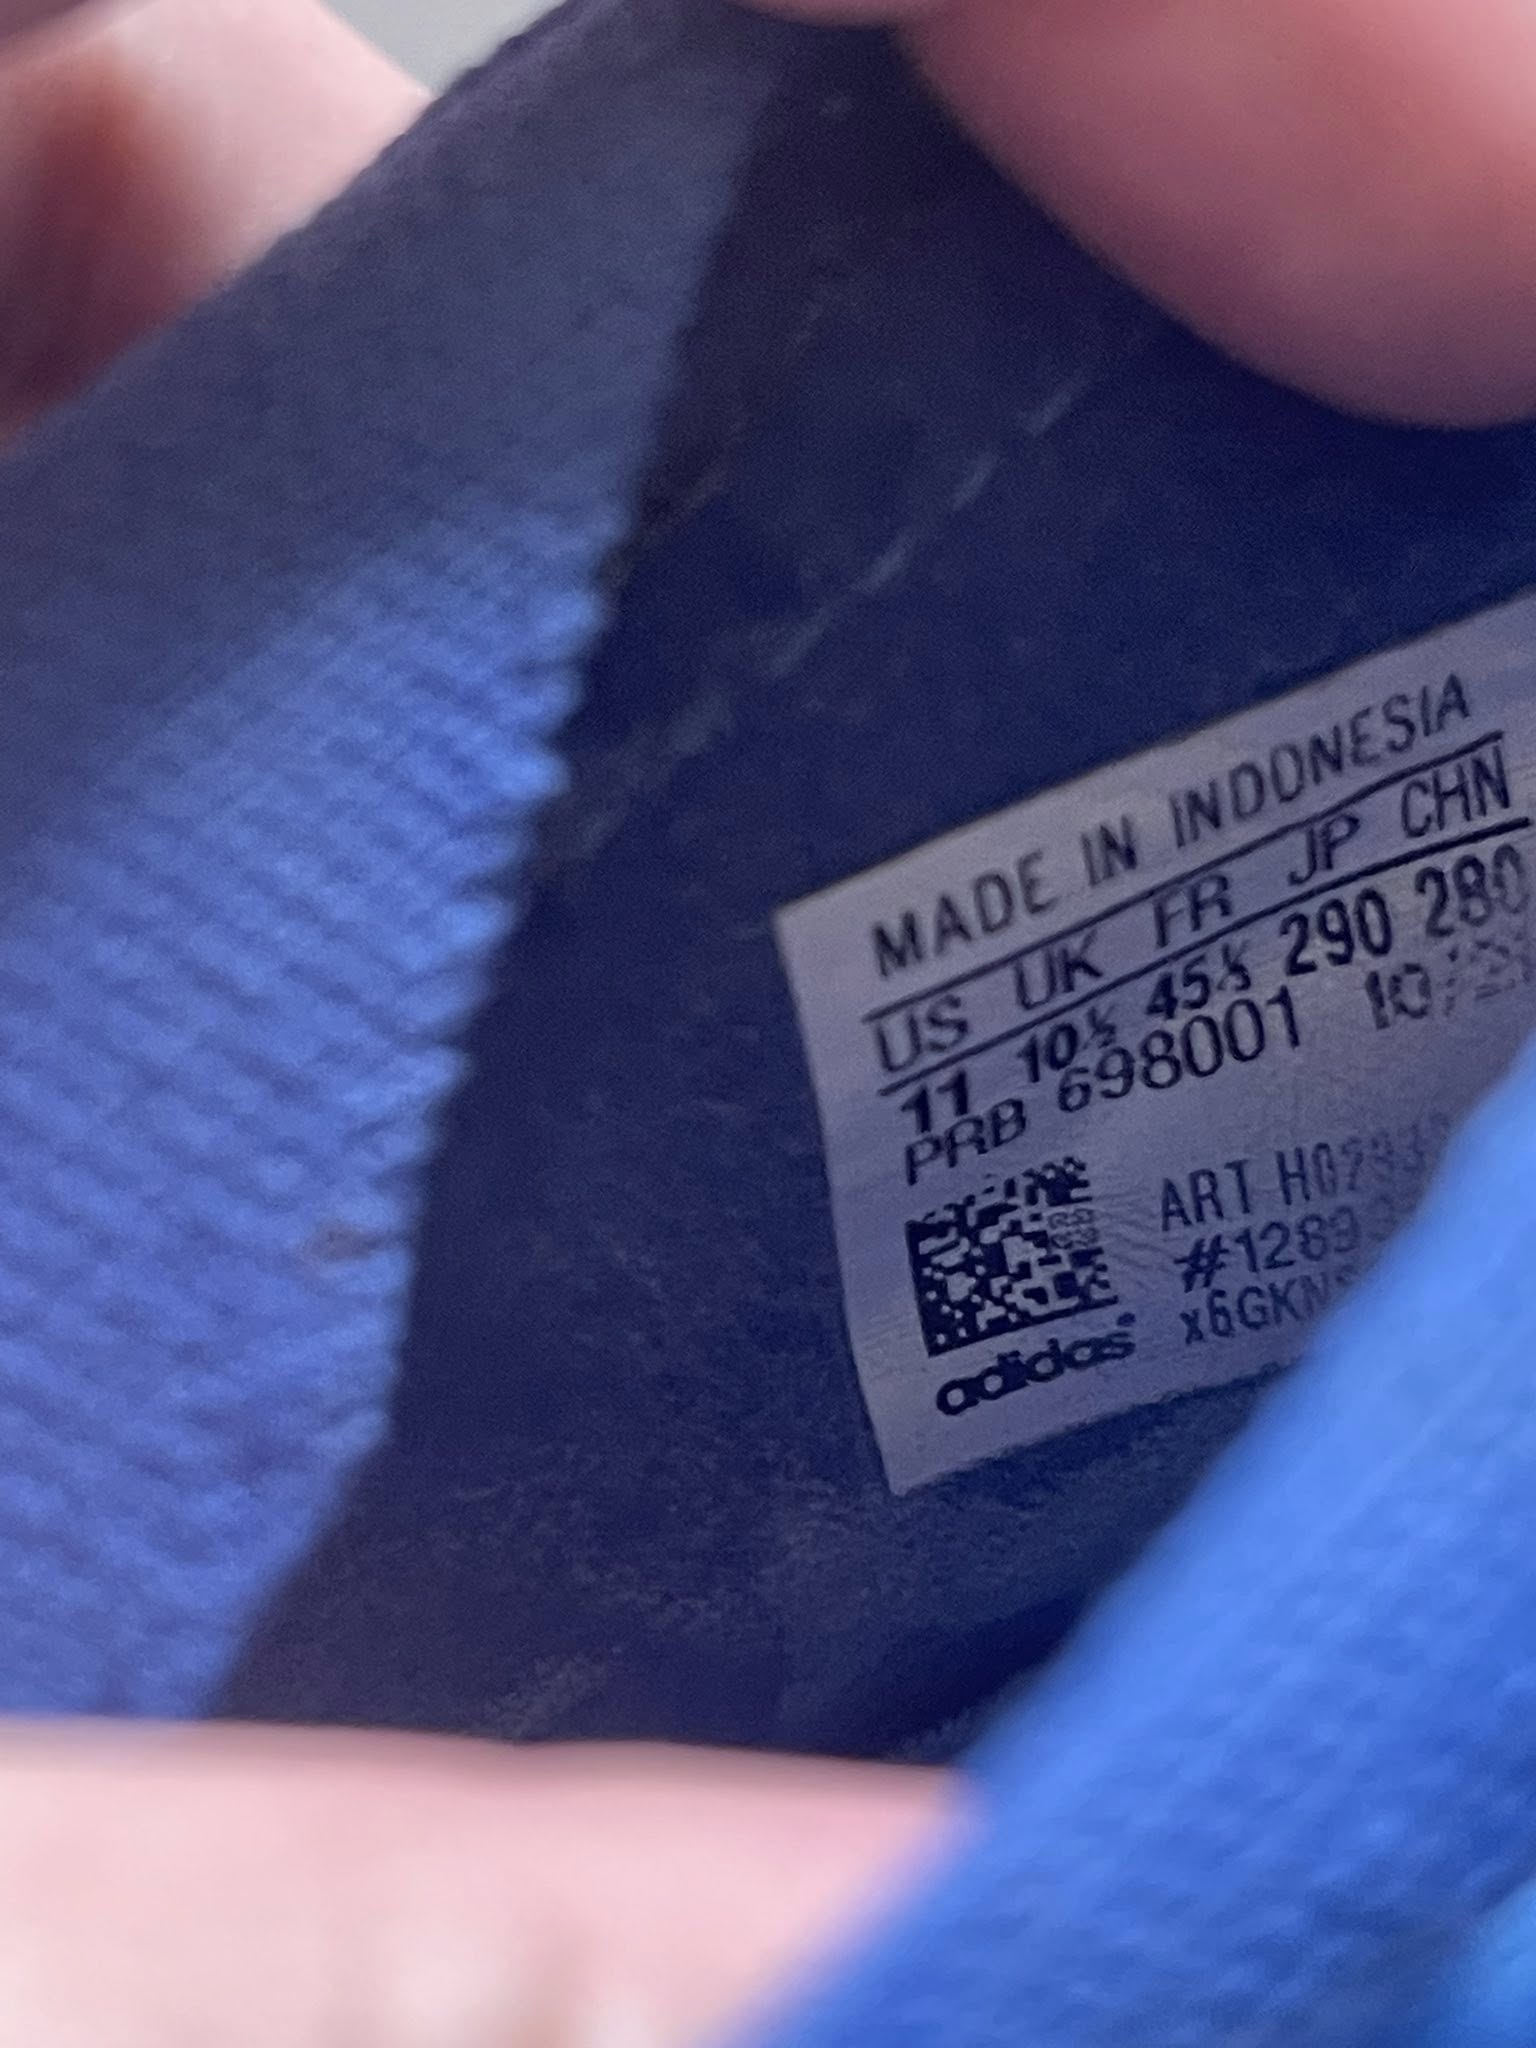 MADE IN INDONESIA
US UK FR JP CHN
11 10½ 45⅓ 290 280
PRB 698001
ART
adidas